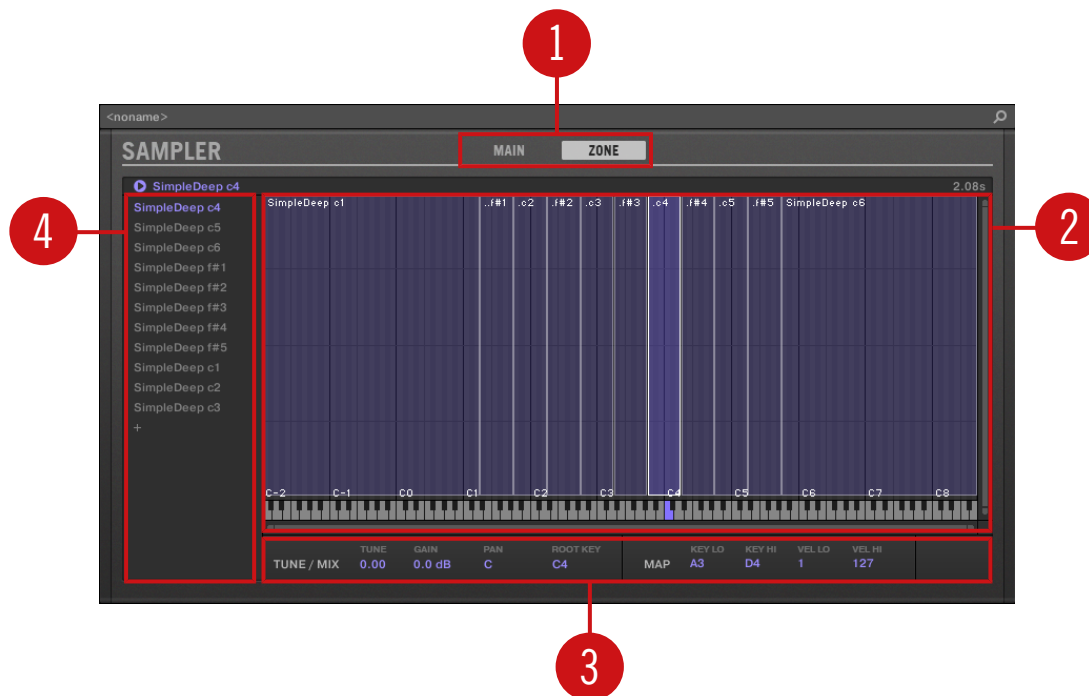 1
<noname>
SAMPLER
MAIN ZONE
SimpleDeep c4 2.08s
4
2
SimpleDeep c4
SimpleDeep c5
SimpleDeep c6
SimpleDeep f#1
SimpleDeep f#2
SimpleDeep f#3
SimpleDeep f#4
SimpleDeep f#5
SimpleDeep c1
SimpleDeep c2
SimpleDeep c3
+
SimpleDeep c1 ..f#1 .c2 .f#2 .c3 .f#3 .c4 .f#4 .c5 .f#5 SimpleDeep c6
C-2 C-1 C0 C1 C2 C3 C4 C5 C6 C7 C8
TUNE GAIN PAN ROOT KEY KEY LO KEY HI VEL LO VEL HI
TUNE / MIX 0.00 0.0 dB C C4 MAP A3 D4 1 127
3